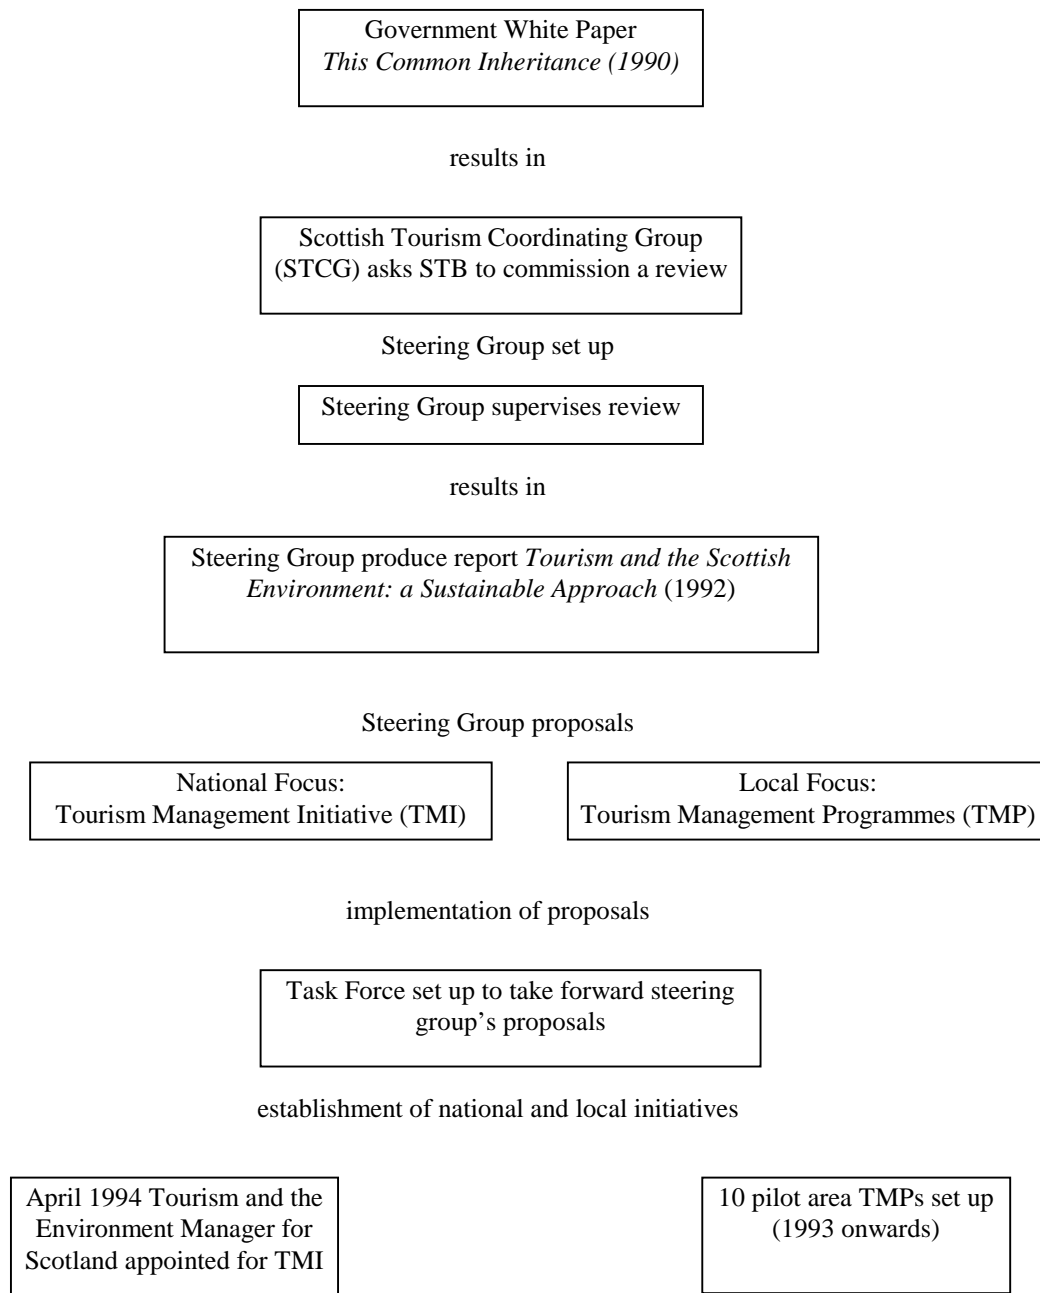 Government White Paper
This Common Inheritance (1990)
results in
Scottish Tourism Coordinating Group
(STCG) asks STB to commission a review
Steering Group set up
Steering Group supervises review
results in
Steering Group produce report Tourism and the Scottish
Environment: a Sustainable Approach (1992)
Steering Group proposals
National Focus:
Tourism Management Initiative (TMI)
Local Focus:
Tourism Management Programmes (TMP)
implementation of proposals
Task Force set up to take forward steering
group’s proposals
establishment of national and local initiatives
April 1994 Tourism and the
Environment Manager for
Scotland appointed for TMI
10 pilot area TMPs set up
(1993 onwards)